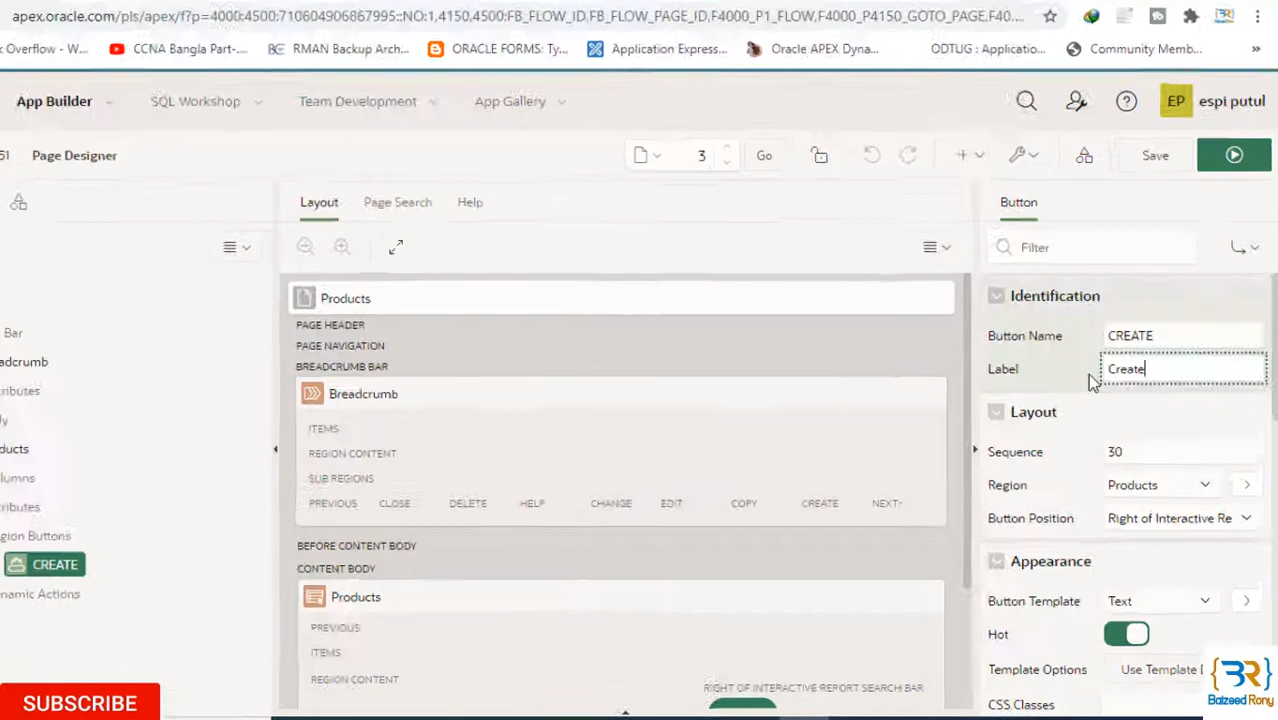 apex.oracle.com/pls/apex/f?p=4000:4500:710604906867995::NO:1,4150,4500:FB_FLOW_ID,FB_FLOW_PAGE_ID,F4000_P1_FLOW,F4000_P4150_GOTO_PAGE,F40...
Overflow - W...
CCNA Bangla Part-...
RMAN Backup Arch...
ORACLE FORMS: Ty...
Application Express...
Oracle APEX Dyna...
ODTUG : Applicatio...
Community Memb...
»
App Builder
SQL Workshop
Team Development
App Gallery
EP
espi putul
51
Page Designer
3
Go
Save
Layout
Page Search
Help
Button
Filter
Products
PAGE HEADER
PAGE NAVIGATION
BREADCRUMB BAR
Breadcrumb
ITEMS
REGION CONTENT
SUB REGIONS
PREVIOUS
CLOSE
DELETE
HELP
CHANGE
EDIT
COPY
CREATE
NEXT
BEFORE CONTENT BODY
CONTENT BODY
Products
PREVIOUS
ITEMS
REGION CONTENT
RIGHT OF INTERACTIVE REPORT SEARCH BAR
Bar
eadcrumb
tributes
y
ducts
lumns
tributes
gion Buttons
CREATE
namic Actions
Identification
Button Name
CREATE
Label
Create
Layout
Sequence
30
Region
Products
Button Position
Right of Interactive Re
Appearance
Button Template
Text
Hot
Template Options
Use Template D
CSS Classes
SUBSCRIBE
{BR}
Baizeed Rony